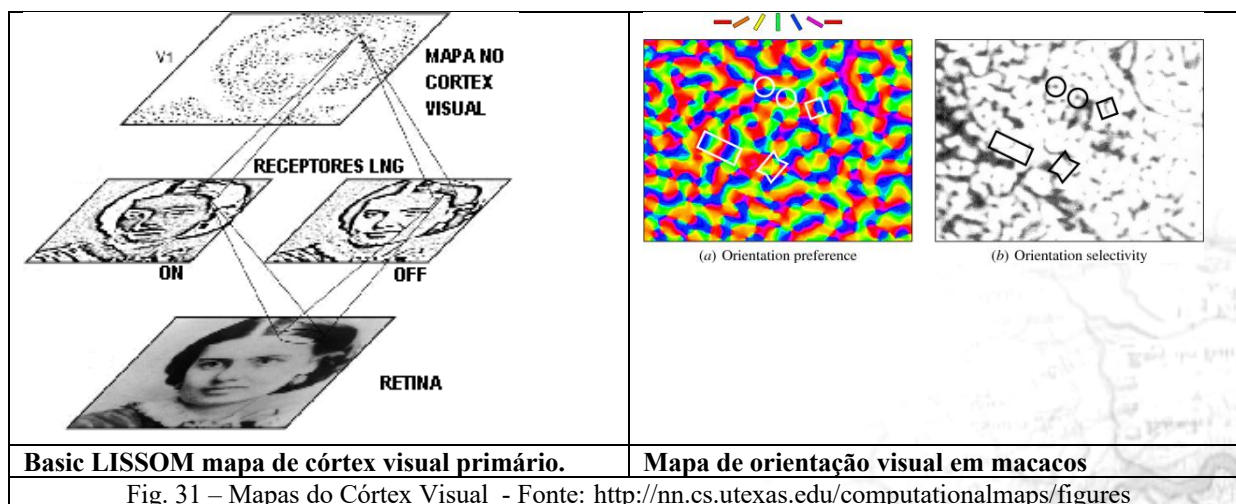 V1
MAPA NO
CORTEX
VISUAL
RECEPTORES LNG
ON
OFF
RETINA
(a) Orientation preference
(b) Orientation selectivity
Basic LISSOM mapa de córtex visual primário.
Mapa de orientação visual em macacos
Fig. 31 – Mapas do Córtex Visual - Fonte: http://nn.cs.utexas.edu/computationalmaps/figures